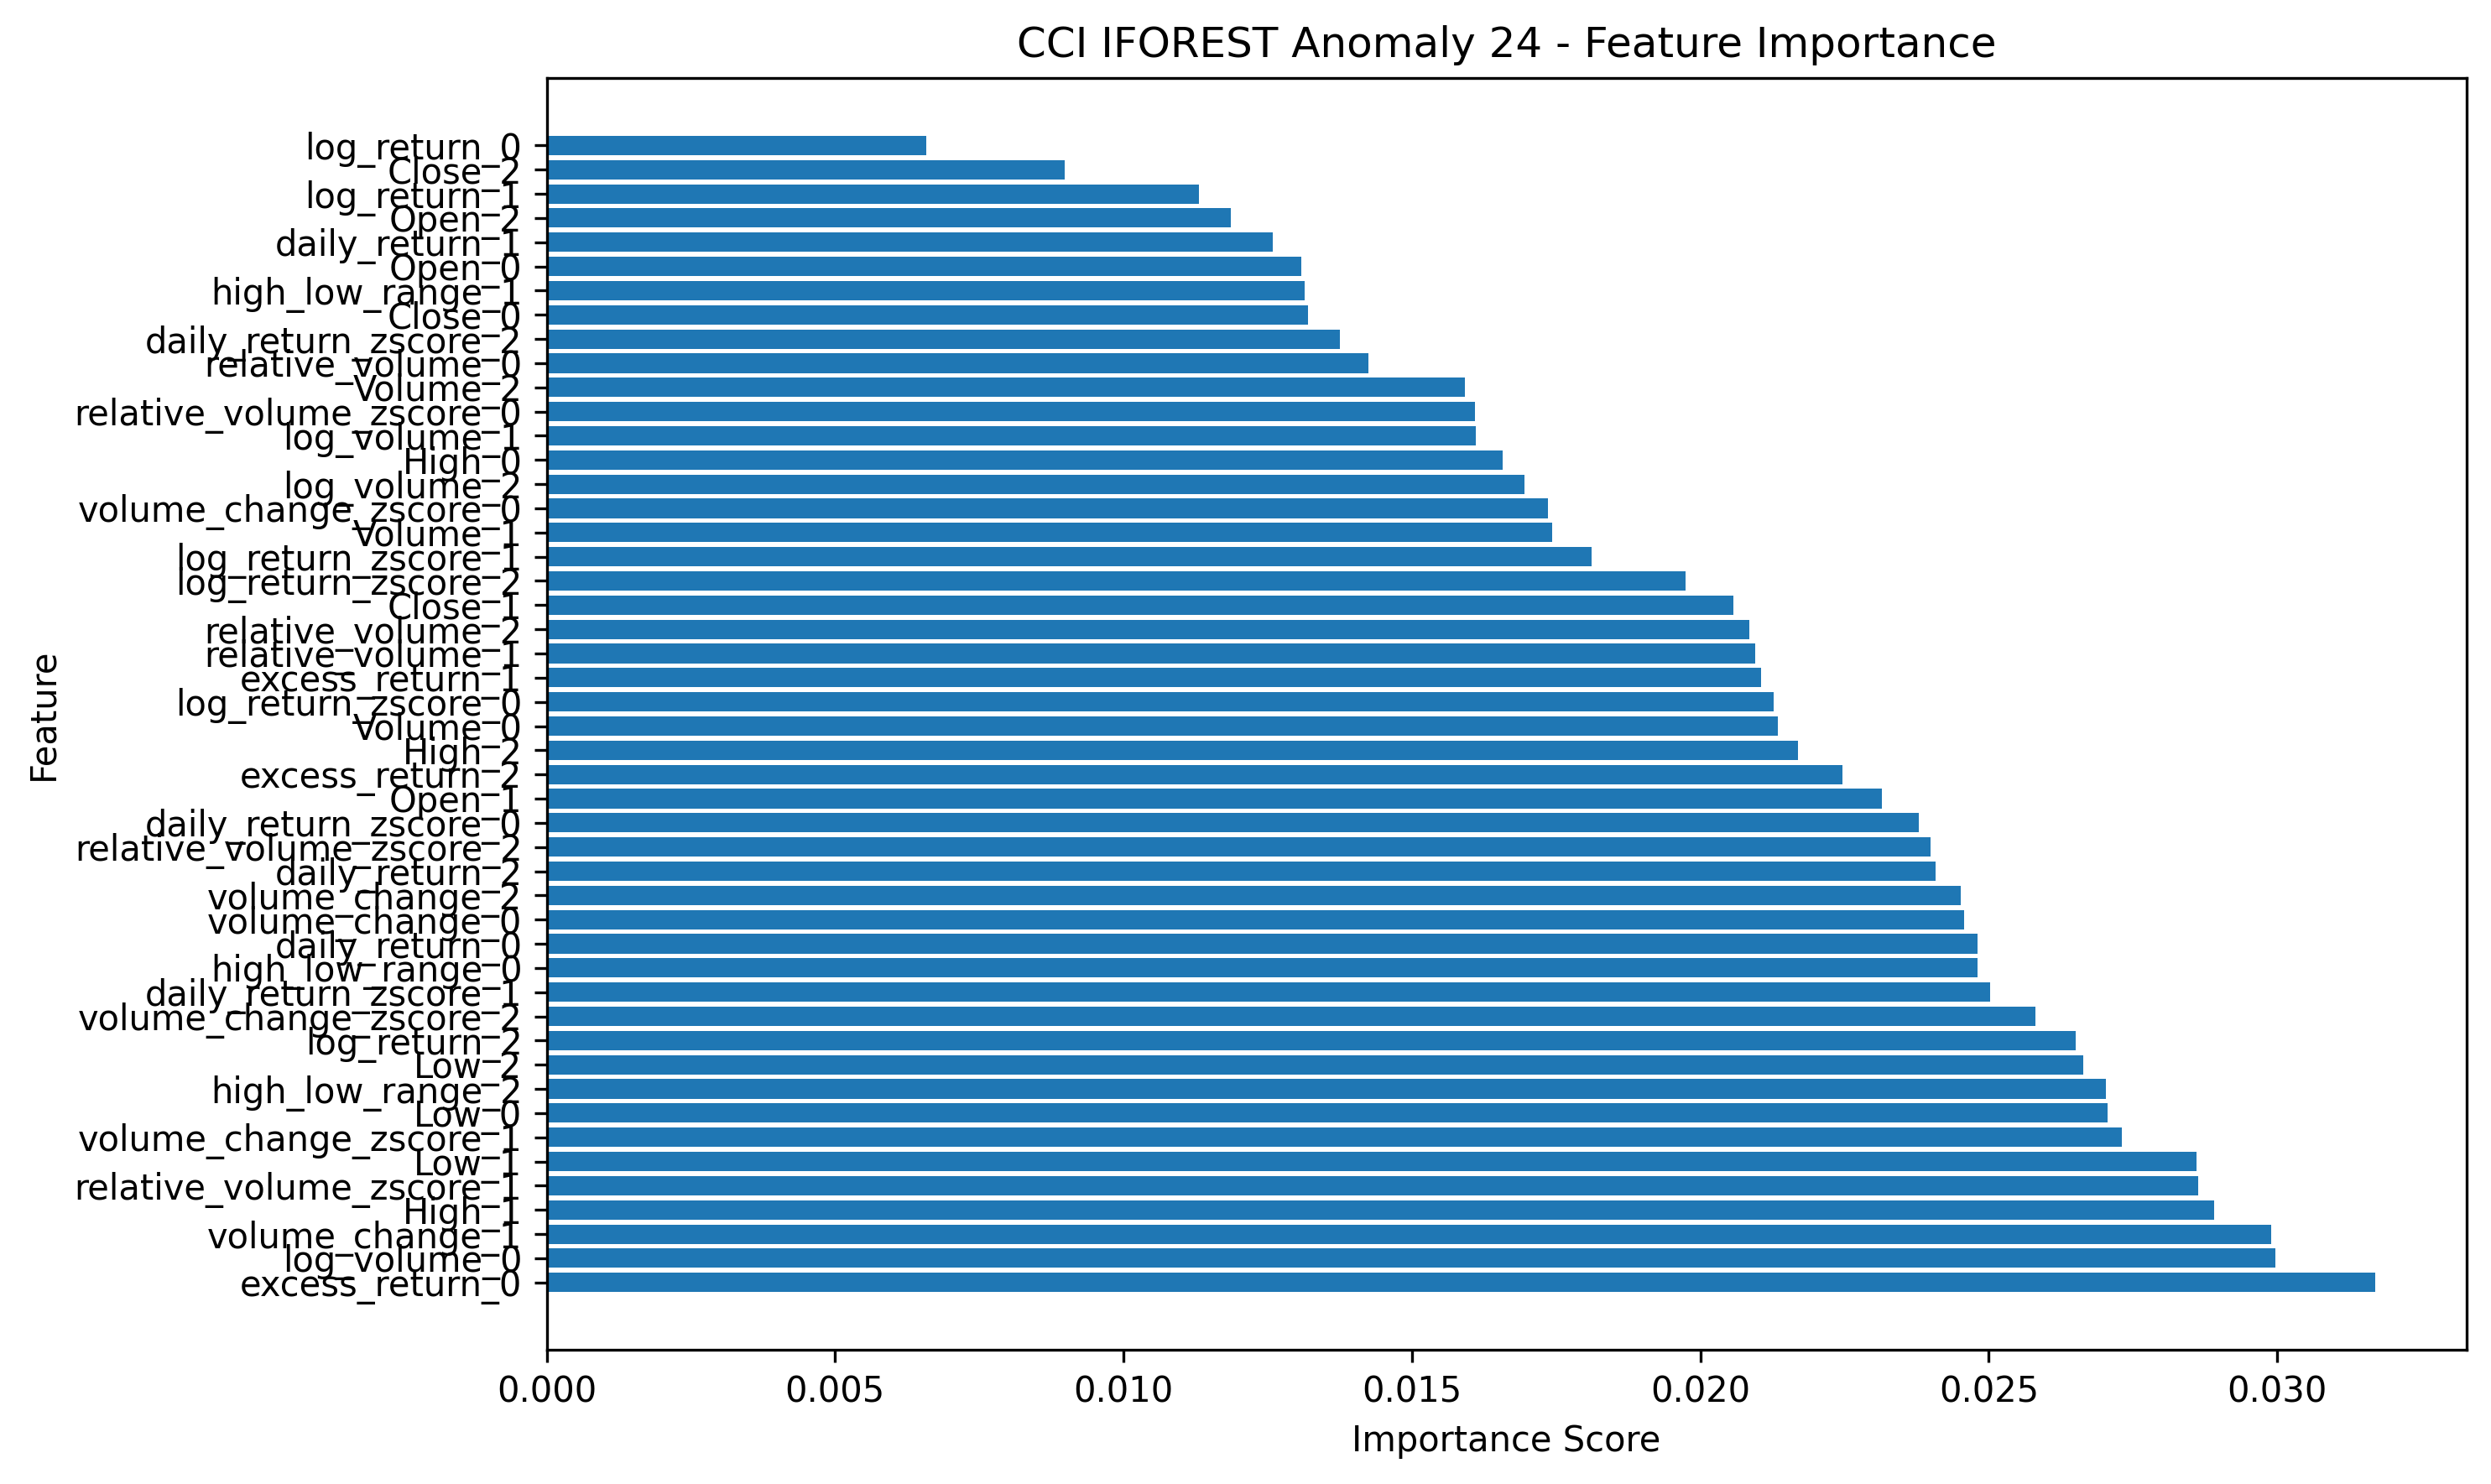 CCI IFOREST Anomaly 24 - Feature Importance
log_return_0
Close_2
log_return_1
Open_2
daily_return_1
Open_0
high_low_range_1
Close_0
daily_return_zscore_2
relative_volume_0
Volume_2
relative_volume_zscore_0
log_volume_1
High_0
log_volume_2
volume_change_zscore_0
Volume_1
log_return_zscore_1
log_return_zscore_2
Close_1
relative_volume_2
relative_volume_1
excess_return_1
log_return_zscore_0
Volume_0
High_2
excess_return_2
Open_1
daily_return_zscore_0
relative_volume_zscore_2
daily_return_2
volume_change_2
volume_change_0
daily_return_0
high_low_range_0
daily_return_zscore_1
volume_change_zscore_2
log_return_2
Low_2
high_low_range_2
Low_0
volume_change_zscore_1
Low_1
relative_volume_zscore_1
High_1
volume_change_1
log_volume_0
excess_return_0
Feature
0.000 0.005 0.010 0.015 0.020 0.025 0.030
Importance Score